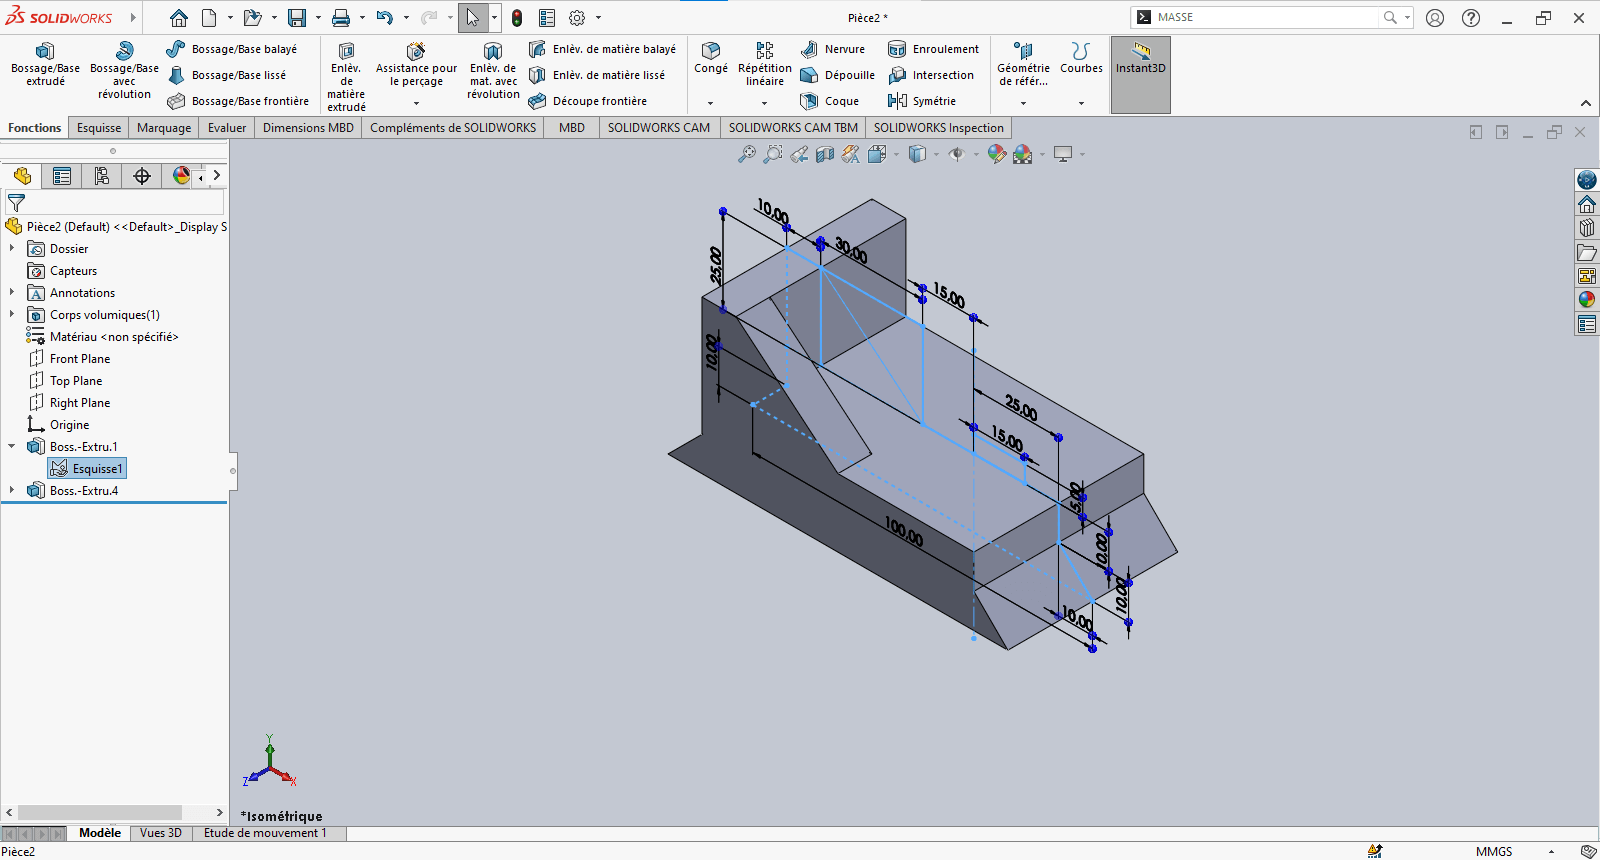 SOLIDWORKS
Pièce2 *
MASSE
Bossage/Base extrudé
Bossage/Base avec révolution
Bossage/Base balayé
Bossage/Base lissé
Bossage/Base frontière
Enlèv. de matière extrudé
Assistance pour le perçage
Enlèv. de mat. avec révolution
Enlèv. de matière balayé
Enlèv. de matière lissé
Découpe frontière
Congé
Répétition linéaire
Nervure
Dépouille
Coque
Enroulement
Intersection
Symétrie
Géométrie de référ...
Courbes
Instant3D
Fonctions
Esquisse
Marquage
Evaluer
Dimensions MBD
Compléments de SOLIDWORKS
MBD
SOLIDWORKS CAM
SOLIDWORKS CAM TBM
SOLIDWORKS Inspection
Pièce2 (Default) <<Default>_Display S
Dossier
Capteurs
Annotations
Corps volumiques(1)
Matériau <non spécifié>
Front Plane
Top Plane
Right Plane
Origine
Boss.-Extru.1
Esquisse1
Boss.-Extru.4
10,00
30,00
25,00
15,00
10,00
25,00
15,00
5,00
100,00
10,00
10,00
10,00
Y
Z
X
*Isométrique
Modèle
Vues 3D
Etude de mouvement 1
Pièce2
MMGS